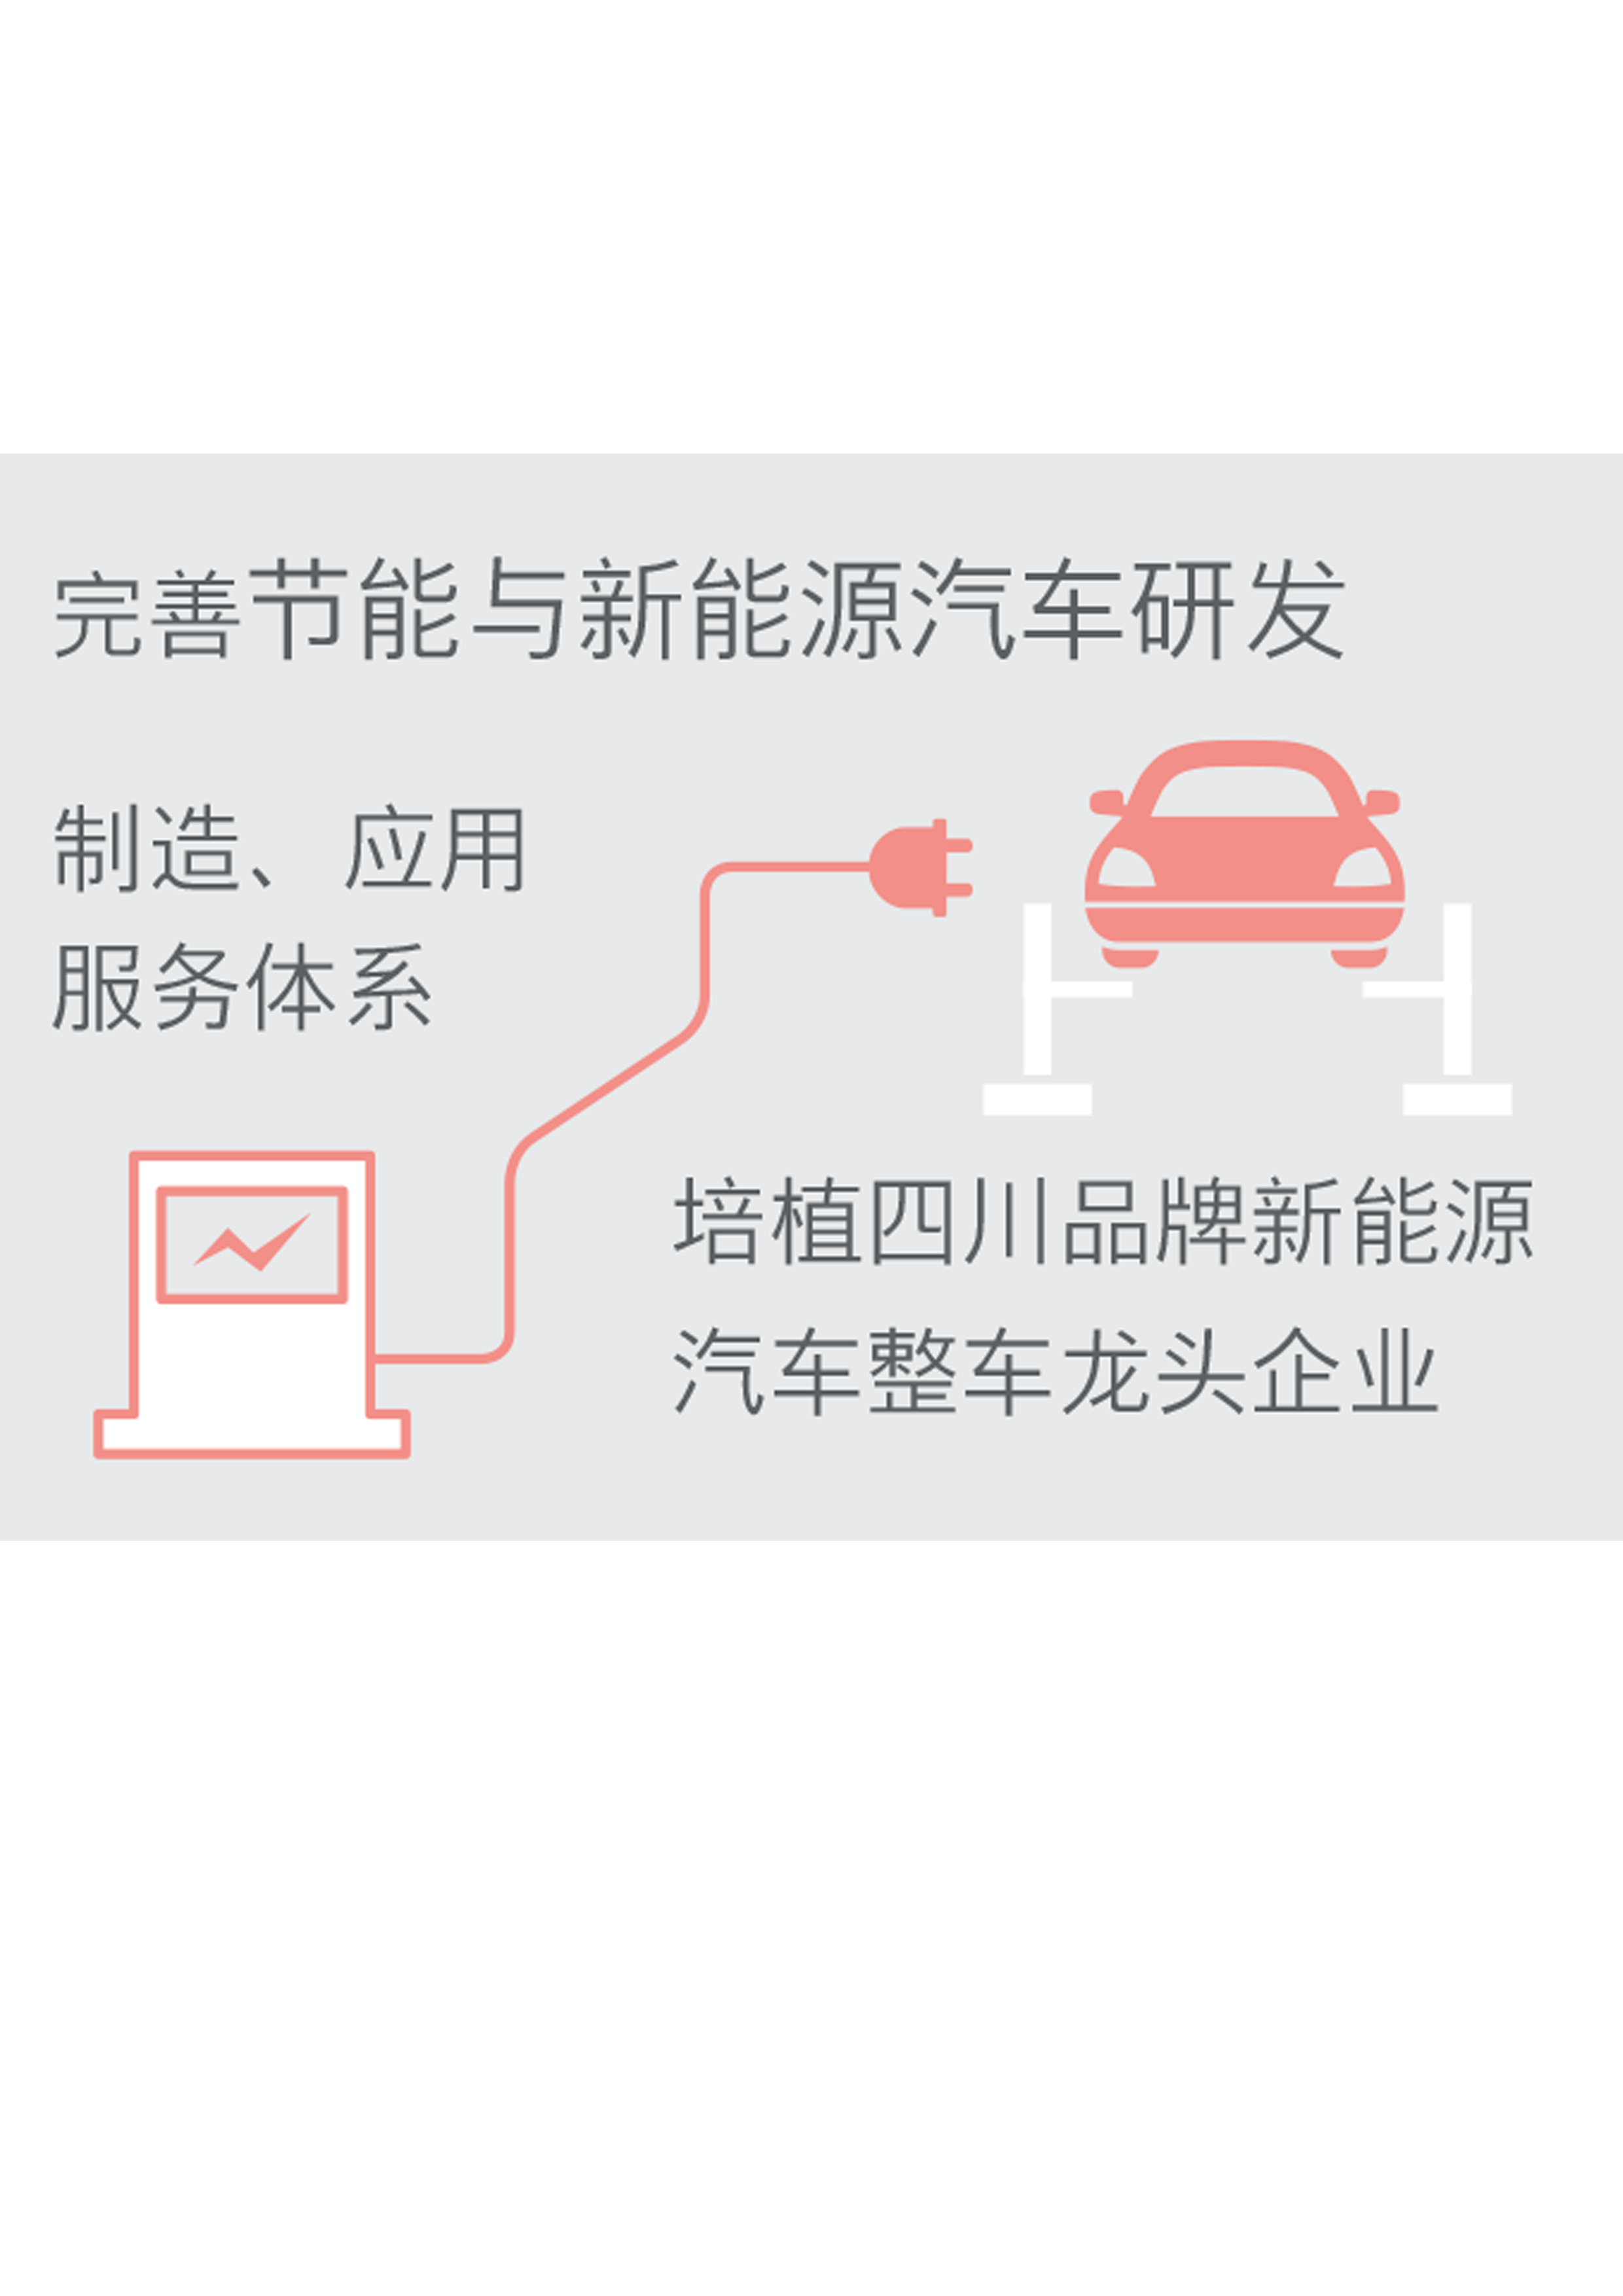 完善节能与新能源汽车研发
制造、应用
服务体系
培植四川品牌新能源
汽车整车龙头企业